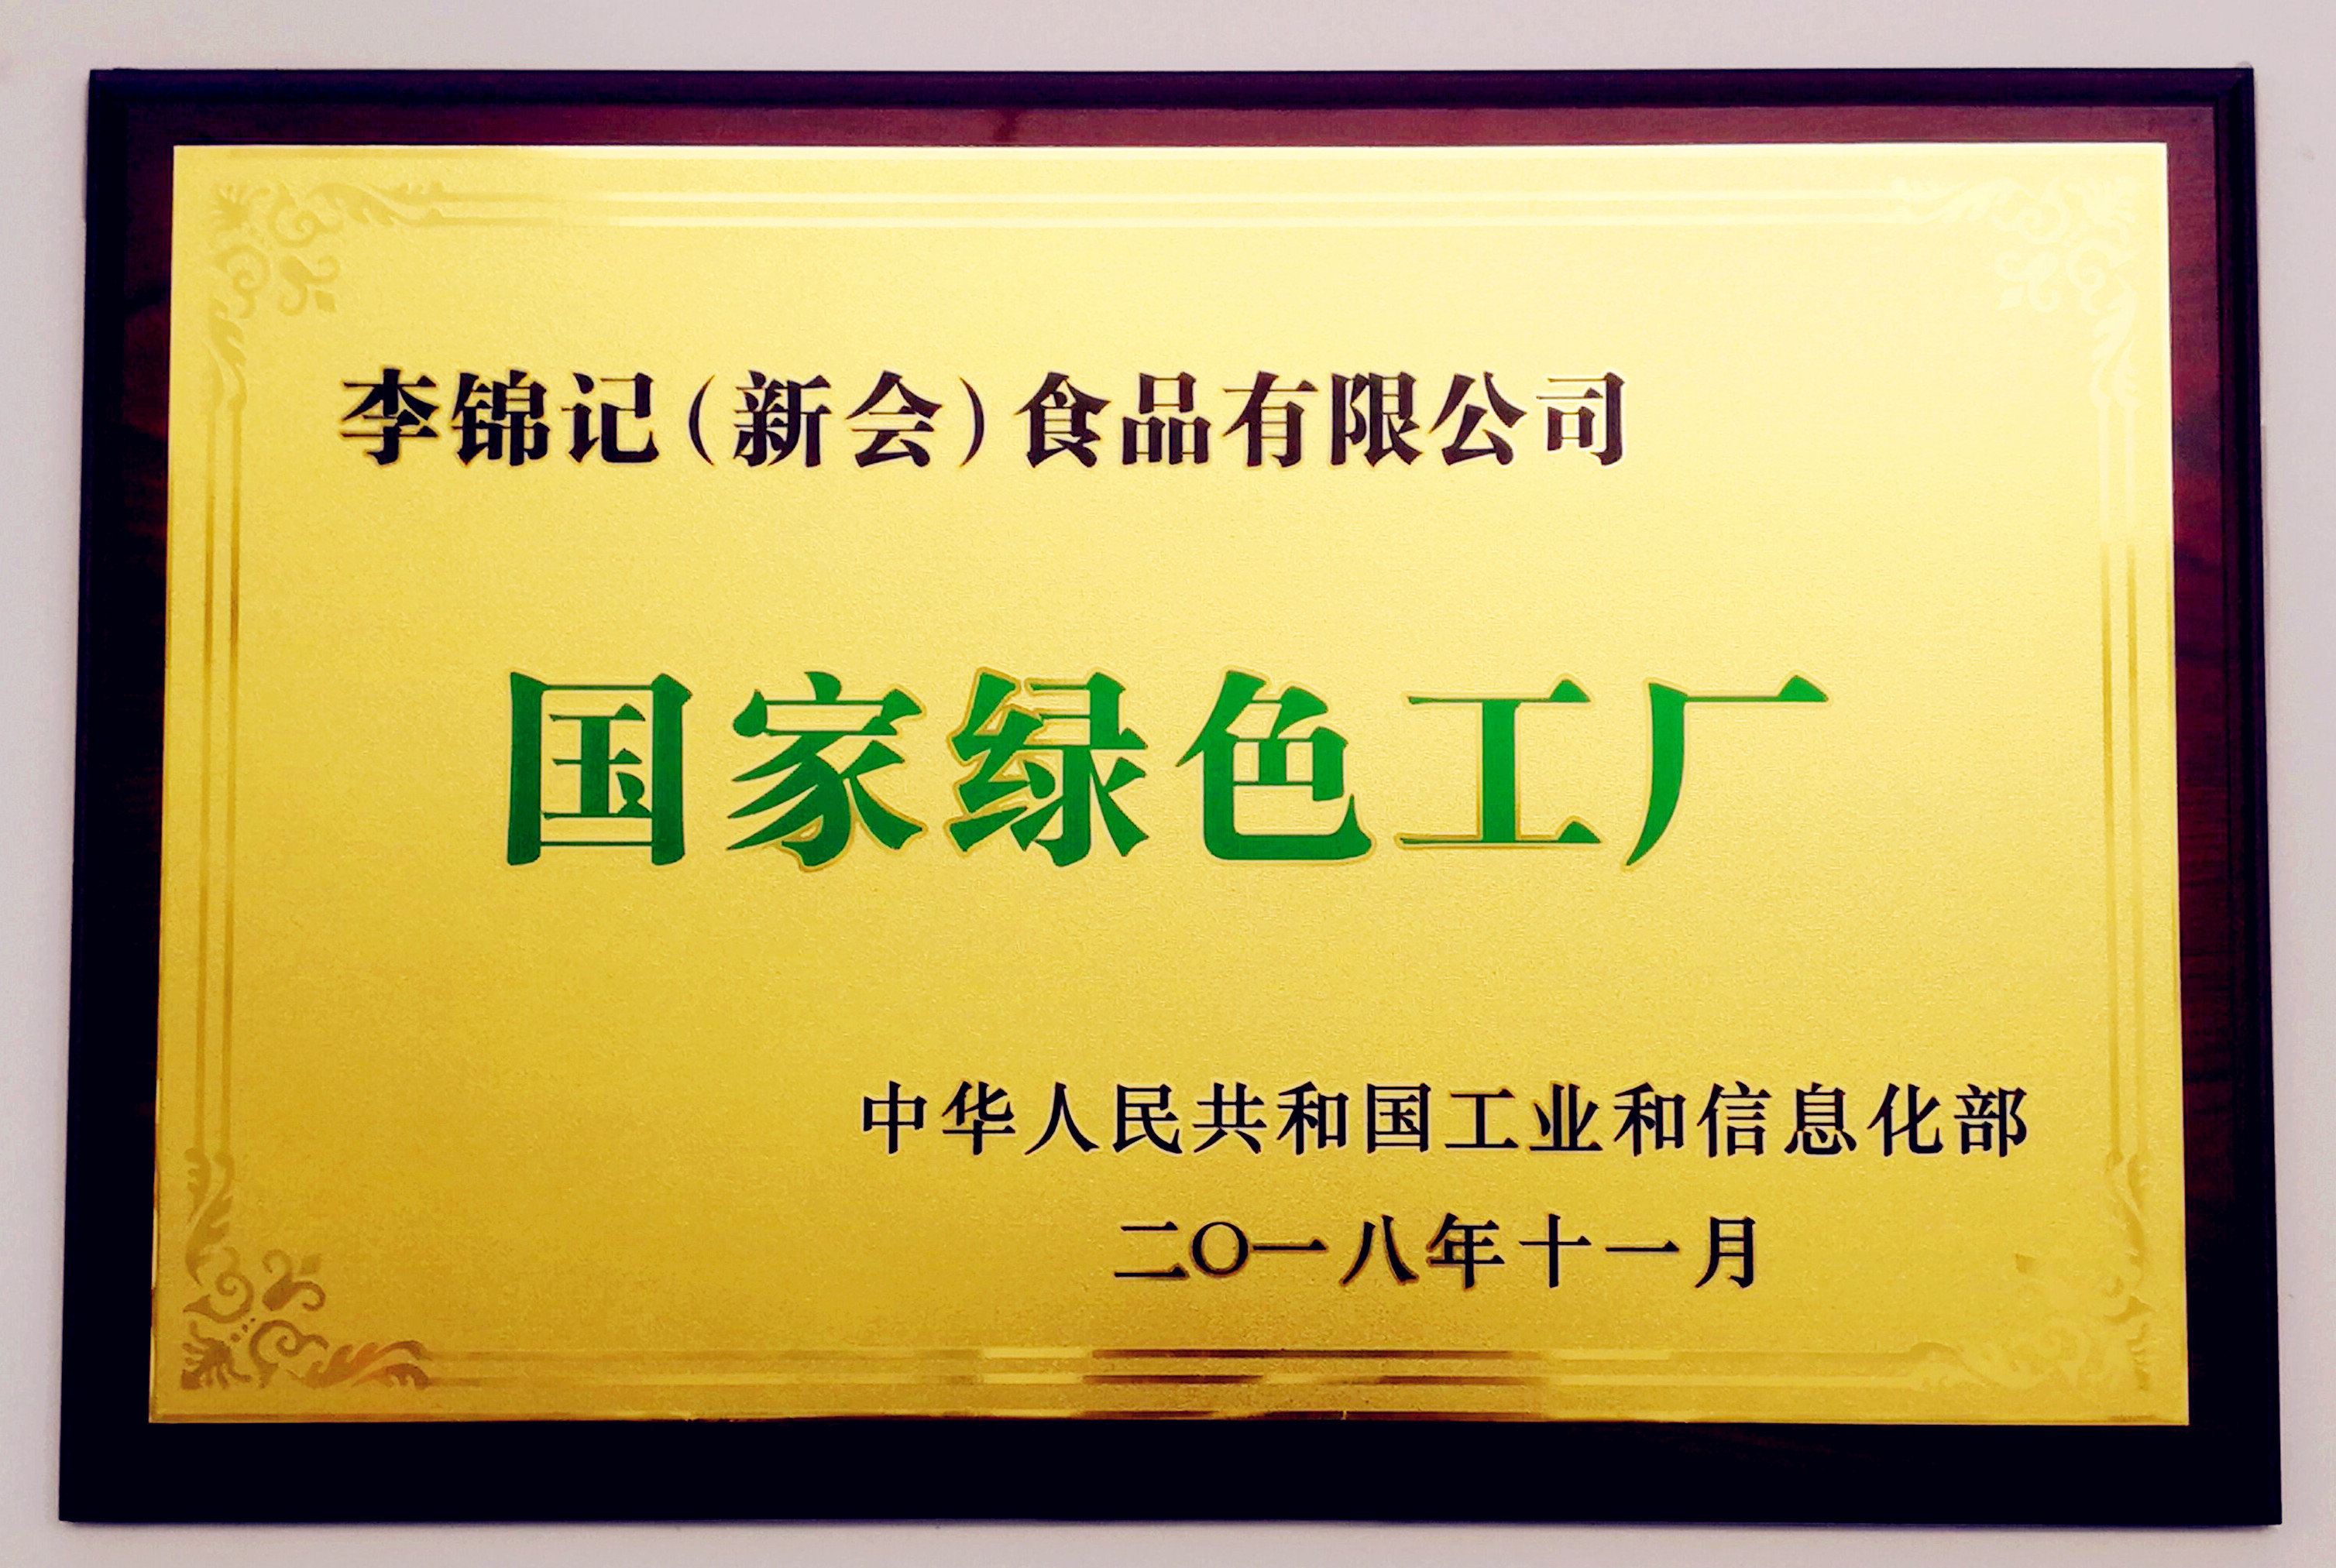 李锦记(新会)食品有限公司
国家绿色工厂
中华人民共和国工业和信息化部
二〇一八年十一月